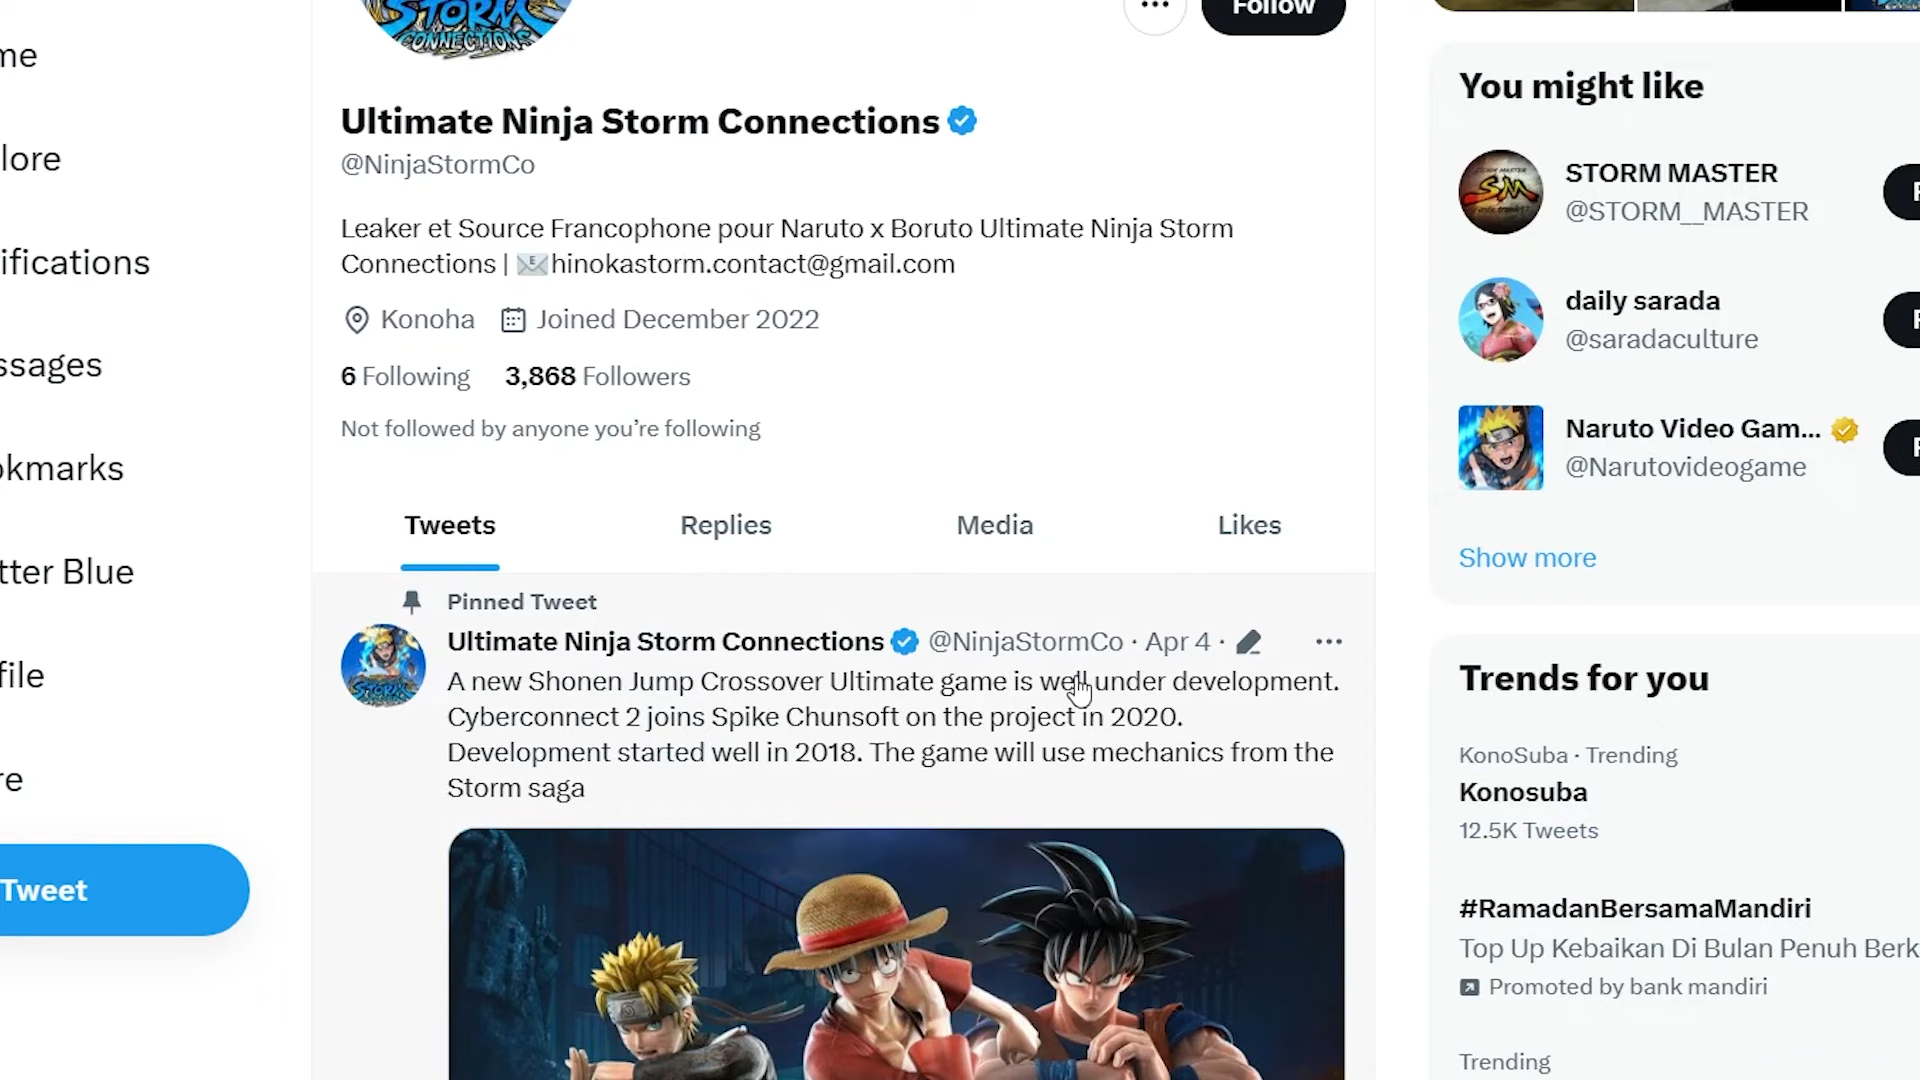 STORM
CONNECTIONS
Follow
me
lore
ifications
ssages
okmarks
tter Blue
file
re
Tweet
Ultimate Ninja Storm Connections
@NinjaStormCo
Leaker et Source Francophone pour Naruto x Boruto Ultimate Ninja Storm
Connections | 📧hinokastorm.contact@gmail.com
Konoha Joined December 2022
6 Following 3,868 Followers
Not followed by anyone you’re following
Tweets Replies Media Likes
Pinned Tweet
Ultimate Ninja Storm Connections @NinjaStormCo · Apr 4 ·
STORM
A new Shonen Jump Crossover Ultimate game is well under development.
Cyberconnect 2 joins Spike Chunsoft on the project in 2020.
Development started well in 2018. The game will use mechanics from the
Storm saga
You might like
SM
STORM MASTER
@STORM__MASTER
F
daily sarada
@saradaculture
F
Naruto Video Gam...
@Narutovideogame
F
Show more
Trends for you
KonoSuba · Trending
Konosuba
12.5K Tweets
#RamadanBersamaMandiri
Top Up Kebaikan Di Bulan Penuh Berk
Promoted by bank mandiri
Trending